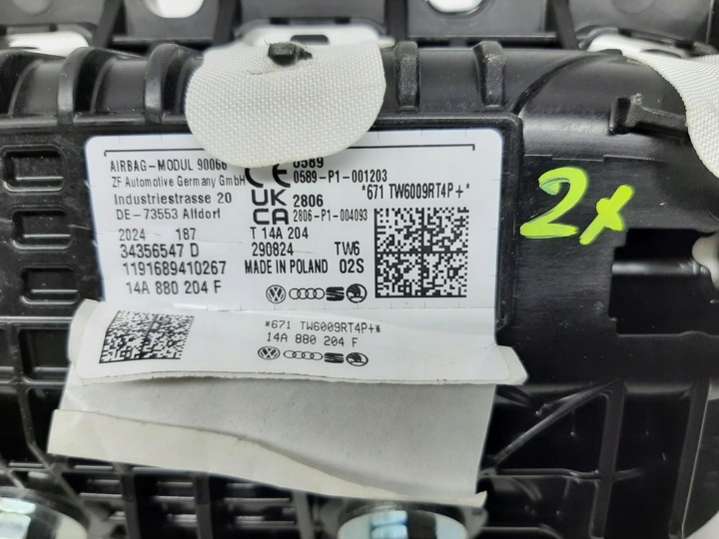 AIRBAG-MODUL 90066
ZF Automotive Germany GmbH
Industriestrasse 20
DE-73553 Alfdorf
2024 187
34356547 D
1191689410267
14A 880 204 F
CE 0589
0589-P1-001203
UK CA 2806
2806-P1-004093
T 14A 204
290824 TW6
MADE IN POLAND 02S
*671 TW6009RT4P+*
*671 TW6009RT4P+*
14A 880 204 F
2x